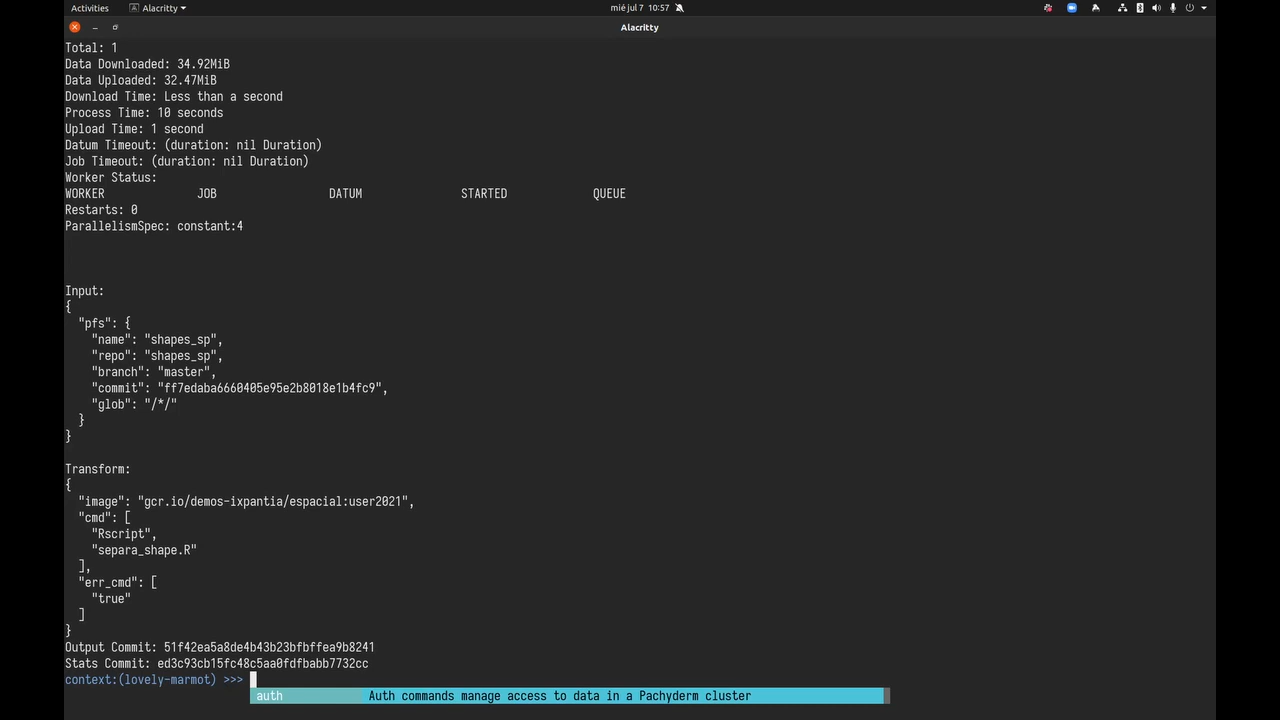 Activities Alacritty mié jul 7 10:57
Alacritty
Total: 1
Data Downloaded: 34.92MiB
Data Uploaded: 32.47MiB
Download Time: Less than a second
Process Time: 10 seconds
Upload Time: 1 second
Datum Timeout: (duration: nil Duration)
Job Timeout: (duration: nil Duration)
Worker Status:
WORKER JOB DATUM STARTED QUEUE
Restarts: 0
ParallelismSpec: constant:4
Input:
{
"pfs": {
"name": "shapes_sp",
"repo": "shapes_sp",
"branch": "master",
"commit": "ff7edaba6660405e95e2b8018e1b4fc9",
"glob": "/*/"
}
}
Transform:
{
"image": "gcr.io/demos-ixpantia/espacial:user2021",
"cmd": [
"Rscript",
"separa_shape.R"
],
"err_cmd": [
"true"
]
}
Output Commit: 51f42ea5a8de4b43b23bfbffea9b8241
Stats Commit: ed3c93cb15fc48c5aa0fdfbabb7732cc
context:(lovely-marmot) >>>
auth Auth commands manage access to data in a Pachyderm cluster